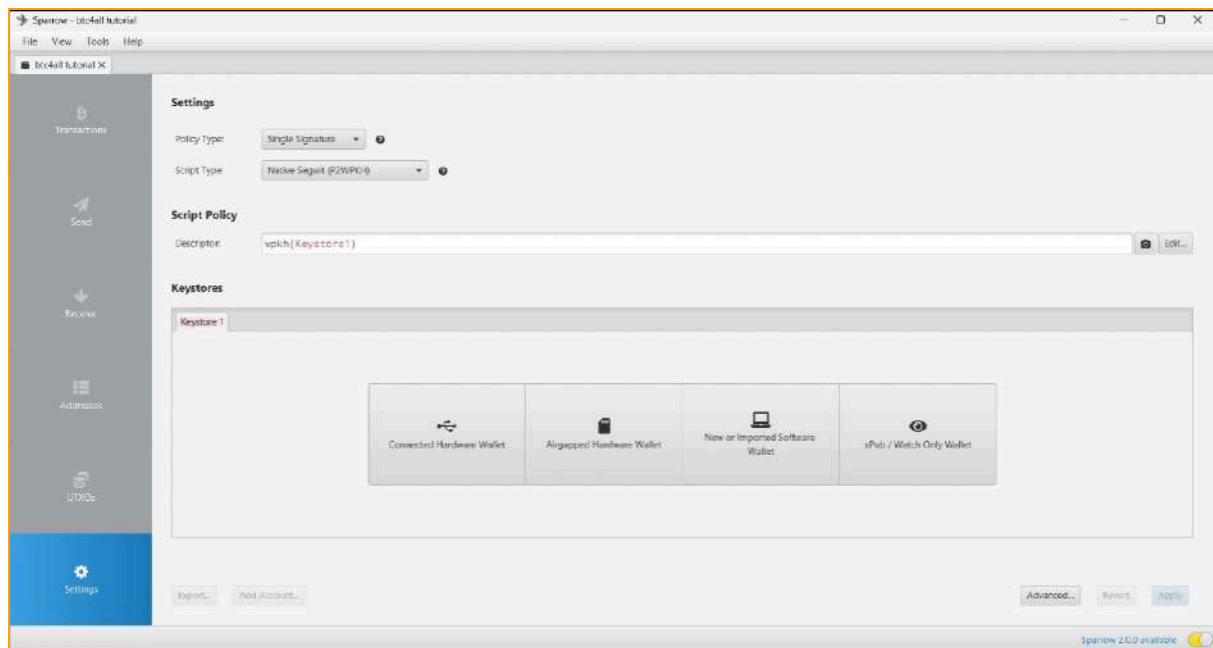 Sparrow - btc4all tutorial
File View Tools Help
btc4all tutorial X
Transactions
Send
Receive
Addresses
UTXOs
Settings
Settings
Policy Type: Single Signature
Script Type: Native Segwit (P2WPKH)
Script Policy
Descriptor: wpkh(Keystore1)
Edit...
Keystores
Keystore 1
Connected Hardware Wallet
Airgapped Hardware Wallet
New or Imported Software
Wallet
xPub / Watch Only Wallet
Export... Add Account... Advanced... Revert Apply
Sparrow 2.0.0 available